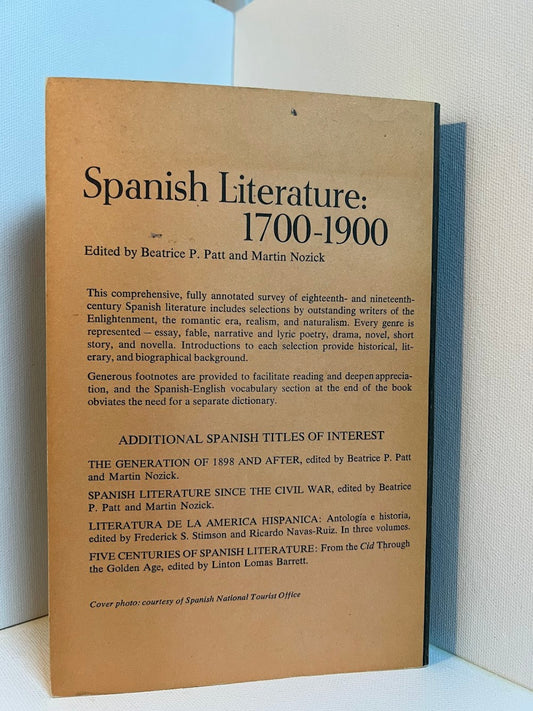 Spanish Literature:
1700-1900
Edited by Beatrice P. Patt and Martin Nozick
This comprehensive, fully annotated survey of eighteenth- and nineteenth-
century Spanish literature includes selections by outstanding writers of the
Enlightenment, the romantic era, realism, and naturalism. Every genre is
represented – essay, fable, narrative and lyric poetry, drama, novel, short
story, and novella. Introductions to each selection provide historical, lit-
erary, and biographical background.
Generous footnotes are provided to facilitate reading and deepen apprecia-
tion, and the Spanish-English vocabulary section at the end of the book
obviates the need for a separate dictionary.
ADDITIONAL SPANISH TITLES OF INTEREST
THE GENERATION OF 1898 AND AFTER, edited by Beatrice P. Patt
and Martin Nozick.
SPANISH LITERATURE SINCE THE CIVIL WAR, edited by Beatrice
P. Patt and Martin Nozick.
LITERATURA DE LA AMERICA HISPANICA: Antología e historia,
edited by Frederick S. Stimson and Ricardo Navas-Ruiz. In three volumes.
FIVE CENTURIES OF SPANISH LITERATURE: From the Cid Through
the Golden Age, edited by Linton Lomas Barrett.
Cover photo: courtesy of Spanish National Tourist Office